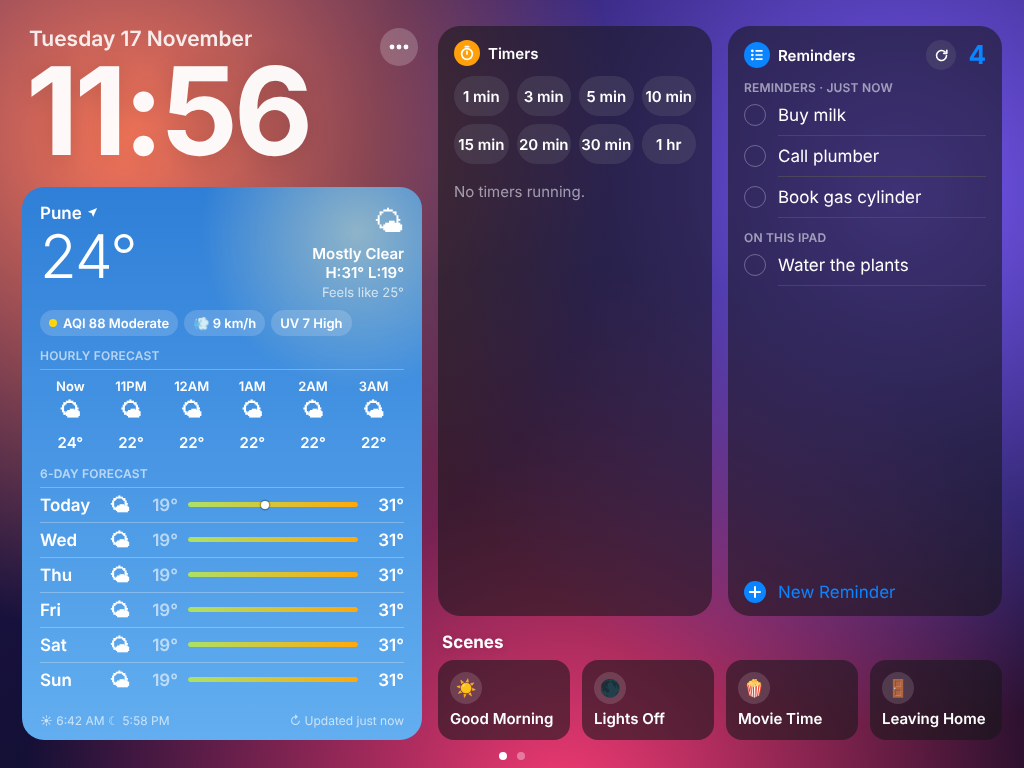 Tuesday 17 November
11:56
Pune
24°
Mostly Clear
H:31° L:19°
Feels like 25°
AQI 88 Moderate
9 km/h
UV 7 High
HOURLY FORECAST
Now 11PM 12AM 1AM 2AM 3AM
24° 22° 22° 22° 22° 22°
6-DAY FORECAST
Today 19° 31°
Wed 19° 31°
Thu 19° 31°
Fri 19° 31°
Sat 19° 31°
Sun 19° 31°
6:42 AM 5:58 PM
Updated just now
Timers
1 min 3 min 5 min 10 min
15 min 20 min 30 min 1 hr
No timers running.
Reminders 4
REMINDERS · JUST NOW
Buy milk
Call plumber
Book gas cylinder
ON THIS IPAD
Water the plants
New Reminder
Scenes
Good Morning
Lights Off
Movie Time
Leaving Home